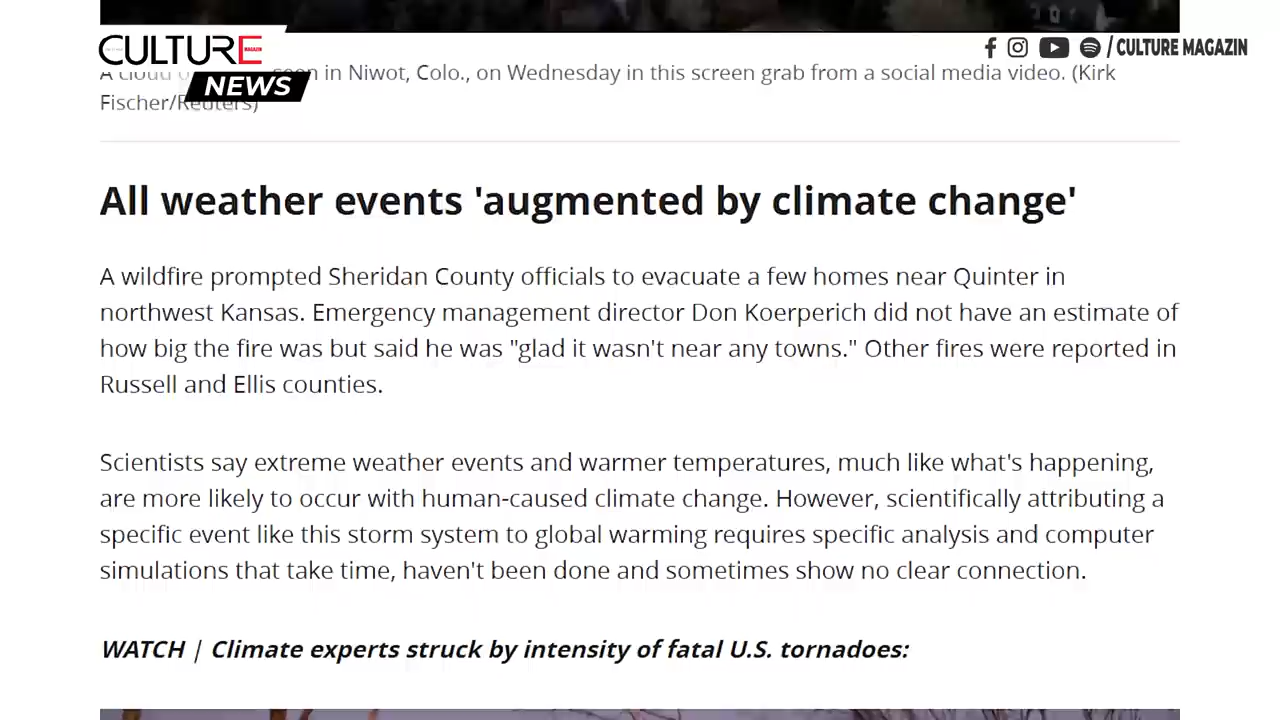 CULTURE
MAGAZIN
NEWS
/ CULTURE MAGAZIN
A cloud seen in Niwot, Colo., on Wednesday in this screen grab from a social media video. (Kirk
Fischer/Reuters)
All weather events 'augmented by climate change'
A wildfire prompted Sheridan County officials to evacuate a few homes near Quinter in
northwest Kansas. Emergency management director Don Koerperich did not have an estimate of
how big the fire was but said he was "glad it wasn't near any towns." Other fires were reported in
Russell and Ellis counties.
Scientists say extreme weather events and warmer temperatures, much like what's happening,
are more likely to occur with human-caused climate change. However, scientifically attributing a
specific event like this storm system to global warming requires specific analysis and computer
simulations that take time, haven't been done and sometimes show no clear connection.
WATCH | Climate experts struck by intensity of fatal U.S. tornadoes: